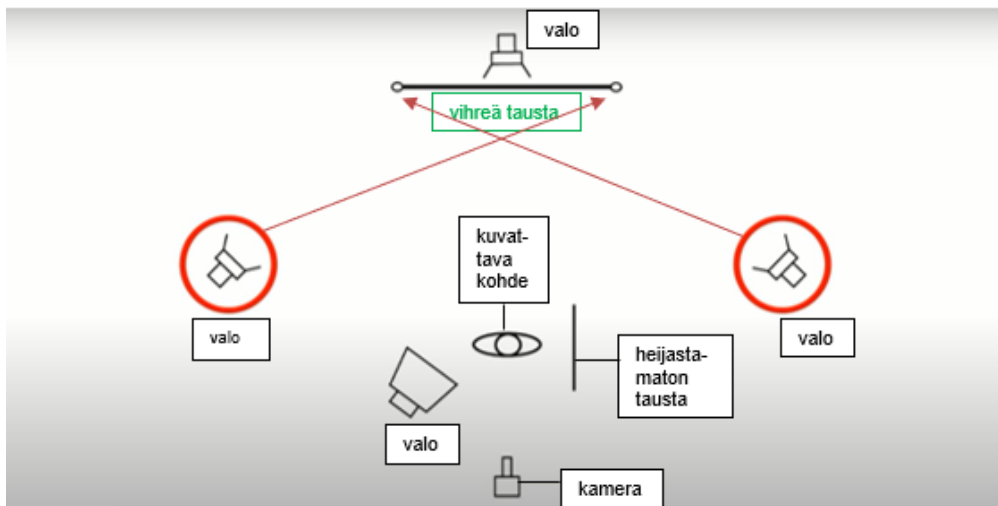 valo
vihreä tausta
kuvat-
tava
kohde
valo
valo
heijasta-
maton
tausta
valo
kamera